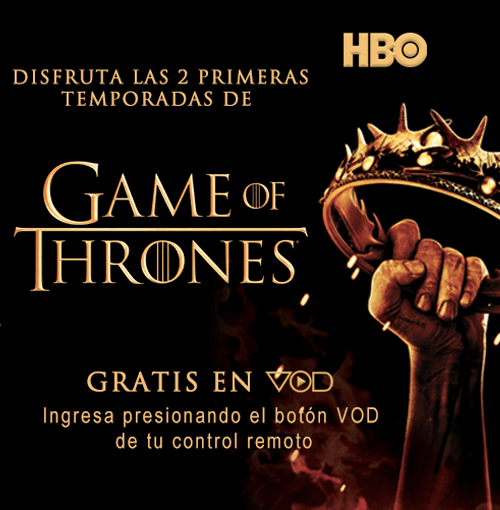 HBO
DISFRUTA LAS 2 PRIMERAS
TEMPORADAS DE
GAME OF
THRONES
GRATIS EN VOD
Ingresa presionando el botón VOD
de tu control remoto